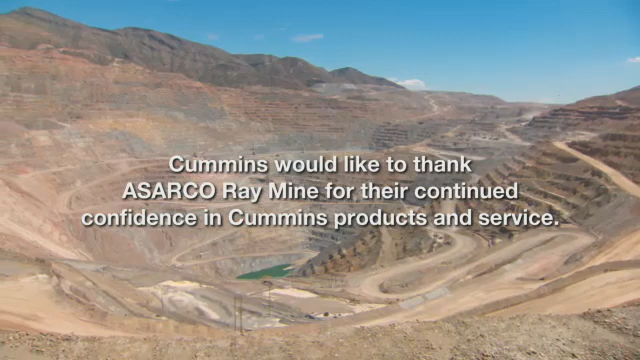 Cummins would like to thank
ASARCO Ray Mine for their continued
confidence in Cummins products and service.